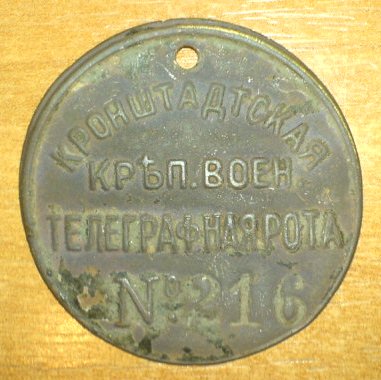 КРОНШТАДТСКАЯ
КРѢП. ВОЕН
ТЕЛЕГРАФНАЯ РОТА
№ 216